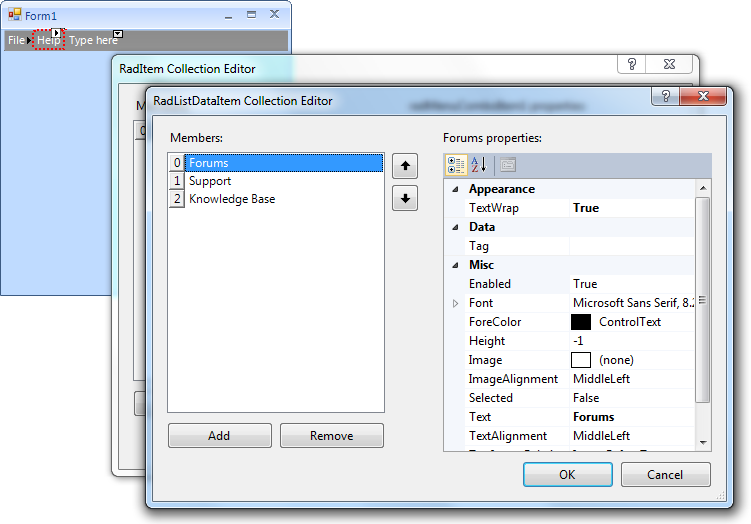 Form1
File Help Type here
RadItem Collection Editor
RadListDataItem Collection Editor
Members:
0 Forums
1 Support
2 Knowledge Base
Add Remove
Forums properties:
Appearance
TextWrap True
Data
Tag
Misc
Enabled True
Font Microsoft Sans Serif, 8.2
ForeColor ControlText
Height -1
Image (none)
ImageAlignment MiddleLeft
Selected False
Text Forums
TextAlignment MiddleLeft
OK Cancel